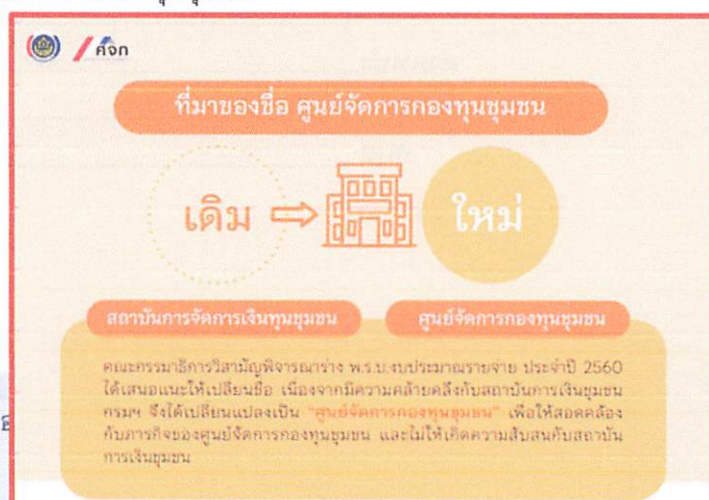 ศจก
ที่มาของชื่อ ศูนย์จัดการกองทุนชุมชน
เดิม
ใหม่
สถาบันการจัดการเงินทุนชุมชน
ศูนย์จัดการกองทุนชุมชน
คณะกรรมาธิการวิสามัญพิจารณาร่าง พ.ร.บ.งบประมาณรายจ่าย ประจำปี 2560
ได้เสนอแนะให้เปลี่ยนชื่อ เนื่องจากมีความคล้ายคลึงกับสถาบันการเงินชุมชน
กรมฯ จึงได้เปลี่ยนแปลงเป็น "ศูนย์จัดการกองทุนชุมชน" เพื่อให้สอดคล้อง
กับภารกิจของศูนย์จัดการกองทุนชุมชน และไม่ให้เกิดความสับสนกับสถาบัน
การเงินชุมชน